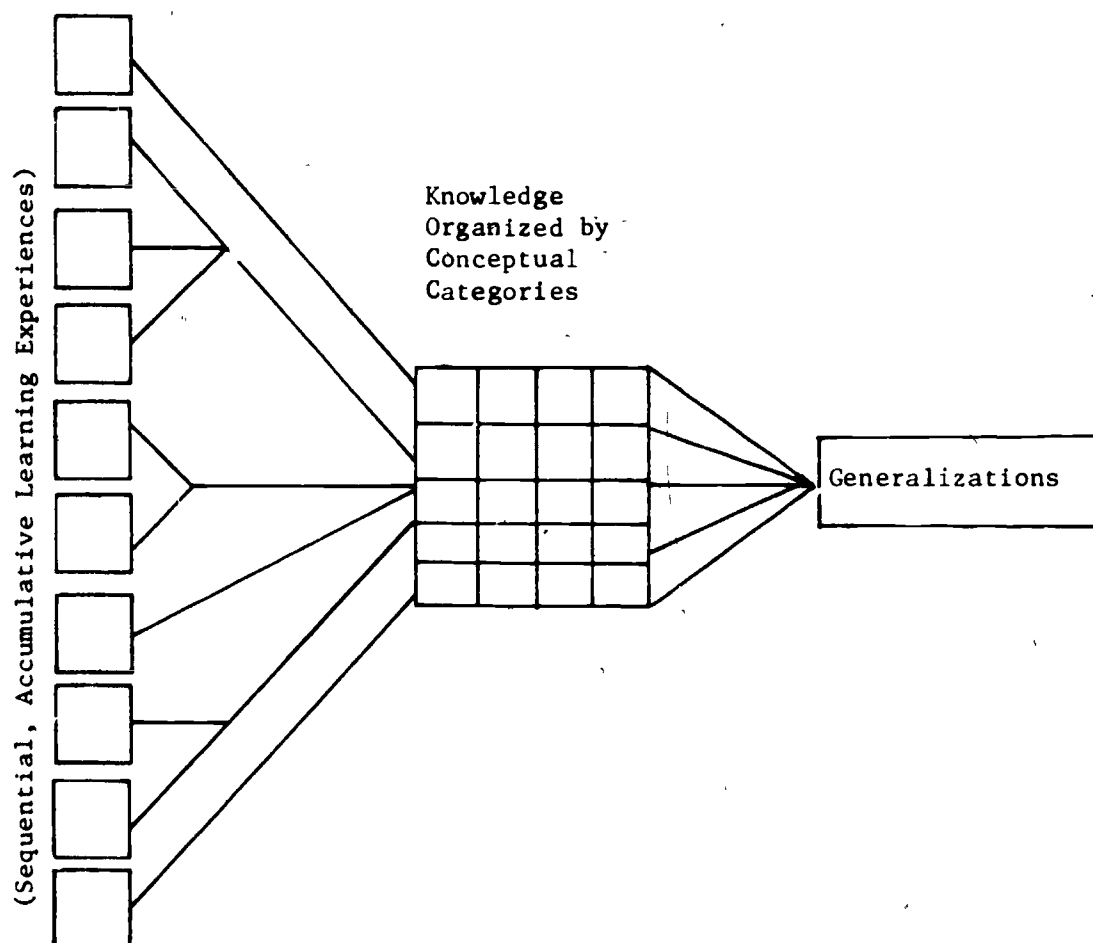 (Sequential, Accumulative Learning Experiences)
Knowledge
Organized by
Conceptual
Categories
Generalizations